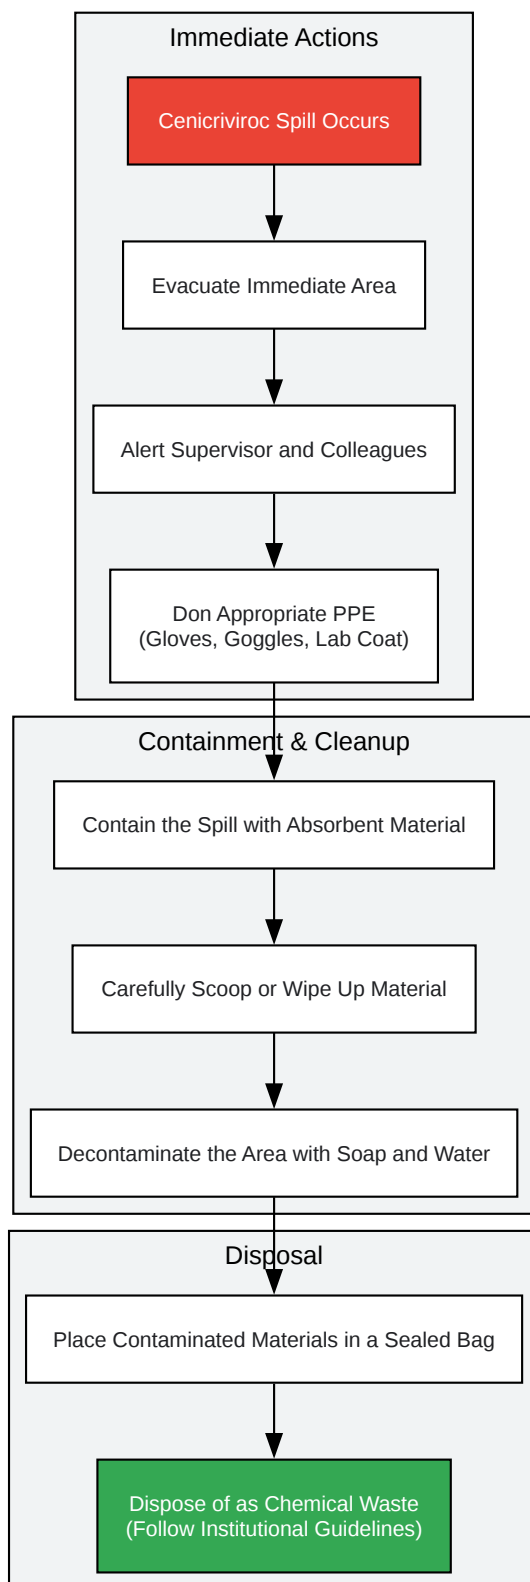 Immediate Actions
Cenicriviroc Spill Occurs
Evacuate Immediate Area
Alert Supervisor and Colleagues
Don Appropriate PPE
(Gloves, Goggles, Lab Coat)
Containment & Cleanup
Contain the Spill with Absorbent Material
Carefully Scoop or Wipe Up Material
Decontaminate the Area with Soap and Water
Disposal
Place Contaminated Materials in a Sealed Bag
Dispose of as Chemical Waste
(Follow Institutional Guidelines)